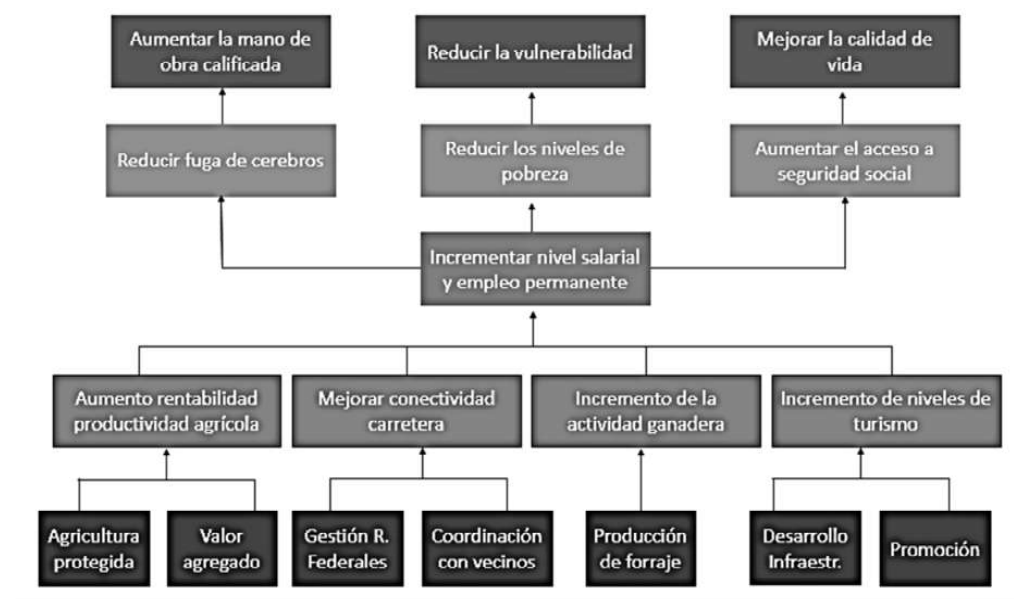 Aumentar la mano de
obra calificada
Reducir la vulnerabilidad
Mejorar la calidad de
vida
Reducir fuga de cerebros
Reducir los niveles de
pobreza
Aumentar el acceso a
seguridad social
Incrementar nivel salarial
y empleo permanente
Aumento rentabilidad
productividad agrícola
Mejorar conectividad
carretera
Incremento de la
actividad ganadera
Incremento de niveles de
turismo
Agricultura
protegida
Valor
agregado
Gestión R.
Federales
Coordinación
con vecinos
Producción
de forraje
Desarrollo
Infraestr.
Promoción